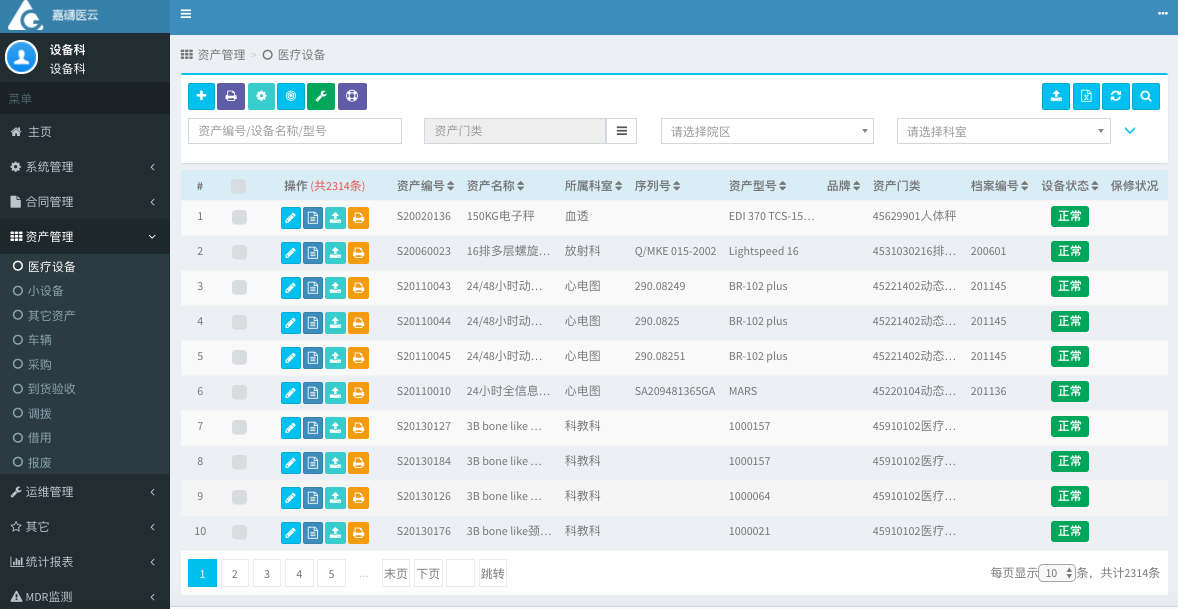 嘉礴医云
设备科
设备科
菜单
主页
系统管理
合同管理
资产管理
医疗设备
小设备
其它资产
车辆
采购
到货验收
调拨
借用
报废
运维管理
其它
统计报表
MDR监测
资产管理 > 医疗设备
资产编号/设备名称/型号 资产门类 请选择院区 请选择科室
# 操作 (共2314条) 资产编号 资产名称 所属科室 序列号 资产型号 品牌 资产门类 档案编号 设备状态 保修状况
1 S20020136 150KG电子秤 血透 EDI 370 TCS-15… 45629901人体秤 正常
2 S20060023 16排多层螺旋… 放射科 Q/MKE 015-2002 Lightspeed 16 4531030216排… 200601 正常
3 S20110043 24/48小时动… 心电图 290.08249 BR-102 plus 45221402动态… 201145 正常
4 S20110044 24/48小时动… 心电图 290.0825 BR-102 plus 45221402动态… 201145 正常
5 S20110045 24/48小时动… 心电图 290.08251 BR-102 plus 45221402动态… 201145 正常
6 S20110010 24小时全信息… 心电图 SA209481365GA MARS 45220104动态… 201136 正常
7 S20130127 3B bone like … 科教科 1000157 45910102医疗… 正常
8 S20130184 3B bone like … 科教科 1000157 45910102医疗… 正常
9 S20130126 3B bone like … 科教科 1000064 45910102医疗… 正常
10 S20130176 3B bone like颈… 科教科 1000021 45910102医疗… 正常
1 2 3 4 5 ... 末页 下页 跳转 每页显示 10 条，共计2314条